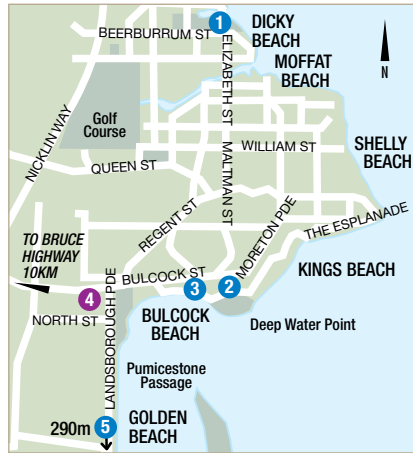 1
DICKY
BEACH
BEERBURRUM ST
ELIZABETH ST
MOFFAT
BEACH
N
NICKLIN WAY
Golf
Course
WILLIAM ST
SHELLY
BEACH
QUEEN ST
MALTMAN ST
REGENT ST
MORETON PDE
THE ESPLANADE
TO BRUCE
HIGHWAY
10KM
BULCOCK ST
KINGS BEACH
4
3
2
LANDSBOROUGH PDE
NORTH ST
BULCOCK
BEACH
Deep Water Point
Pumicestone
Passage
290m
5
GOLDEN
BEACH